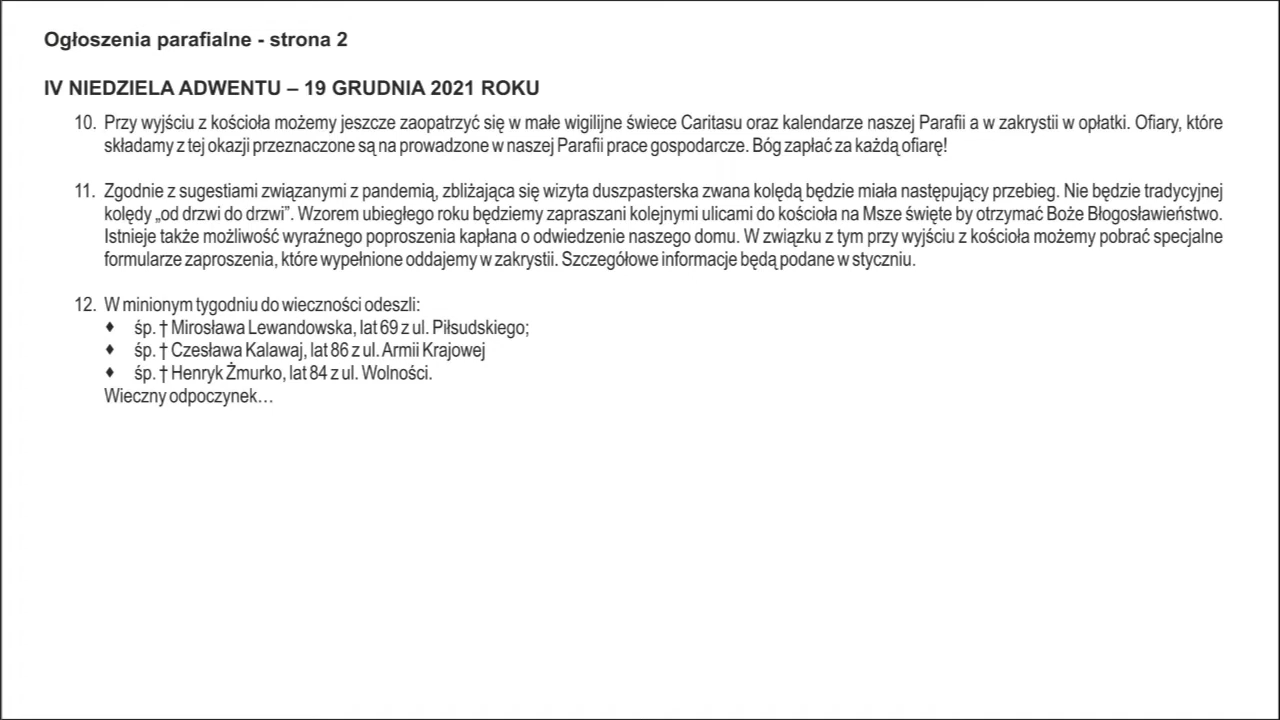 Ogłoszenia parafialne - strona 2
IV NIEDZIELA ADWENTU – 19 GRUDNIA 2021 ROKU
10. Przy wyjściu z kościoła możemy jeszcze zaopatrzyć się w małe wigilijne świece Caritasu oraz kalendarze naszej Parafii a w zakrystii w opłatki. Ofiary, które
składamy z tej okazji przeznaczone są na prowadzone w naszej Parafii prace gospodarcze. Bóg zapłać za każdą ofiarę!
11. Zgodnie z sugestiami związanymi z pandemią, zbliżająca się wizyta duszpasterska zwana kolędą będzie miała następujący przebieg. Nie będzie tradycyjnej
kolędy „od drzwi do drzwi”. Wzorem ubiegłego roku będziemy zapraszani kolejnymi ulicami do kościoła na Msze święte by otrzymać Boże Błogosławieństwo.
Istnieje także możliwość wyraźnego poproszenia kapłana o odwiedzenie naszego domu. W związku z tym przy wyjściu z kościoła możemy pobrać specjalne
formularze zaproszenia, które wypełnione oddajemy w zakrystii. Szczegółowe informacje będą podane w styczniu.
12. W minionym tygodniu do wieczności odeszli:
♦ śp. † Mirosława Lewandowska, lat 69 z ul. Piłsudskiego;
♦ śp. † Czesława Kalawaj, lat 86 z ul. Armii Krajowej
♦ śp. † Henryk Żmurko, lat 84 z ul. Wolności.
Wieczny odpoczynek…